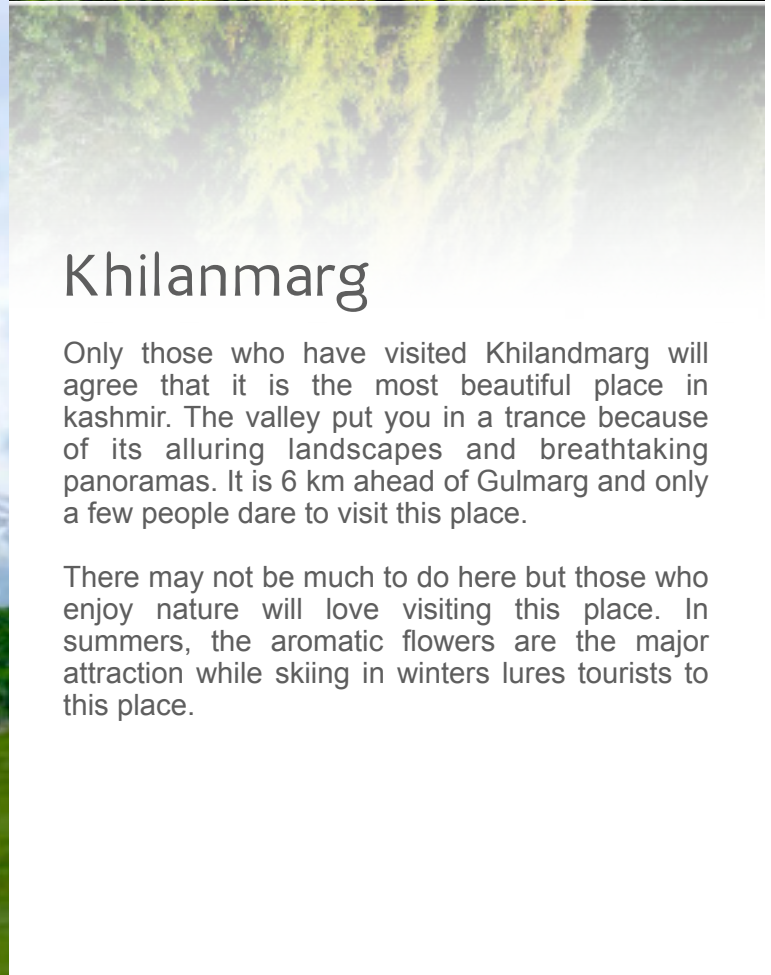 Khilanmarg
Only those who have visited Khilandmarg will
agree that it is the most beautiful place in
kashmir. The valley put you in a trance because
of its alluring landscapes and breathtaking
panoramas. It is 6 km ahead of Gulmarg and only
a few people dare to visit this place.
There may not be much to do here but those who
enjoy nature will love visiting this place. In
summers, the aromatic flowers are the major
attraction while skiing in winters lures tourists to
this place.